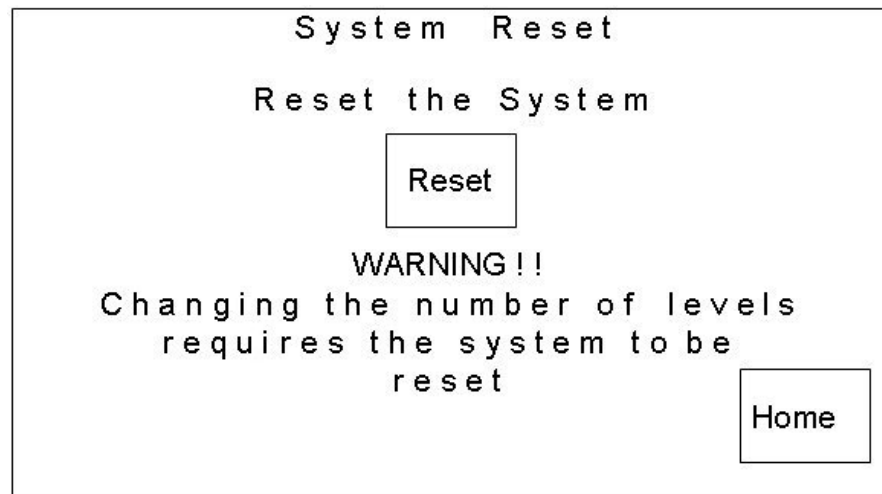 System Reset
Reset the System
Reset
WARNING!!
Changing the number of levels
requires the system to be
reset
Home